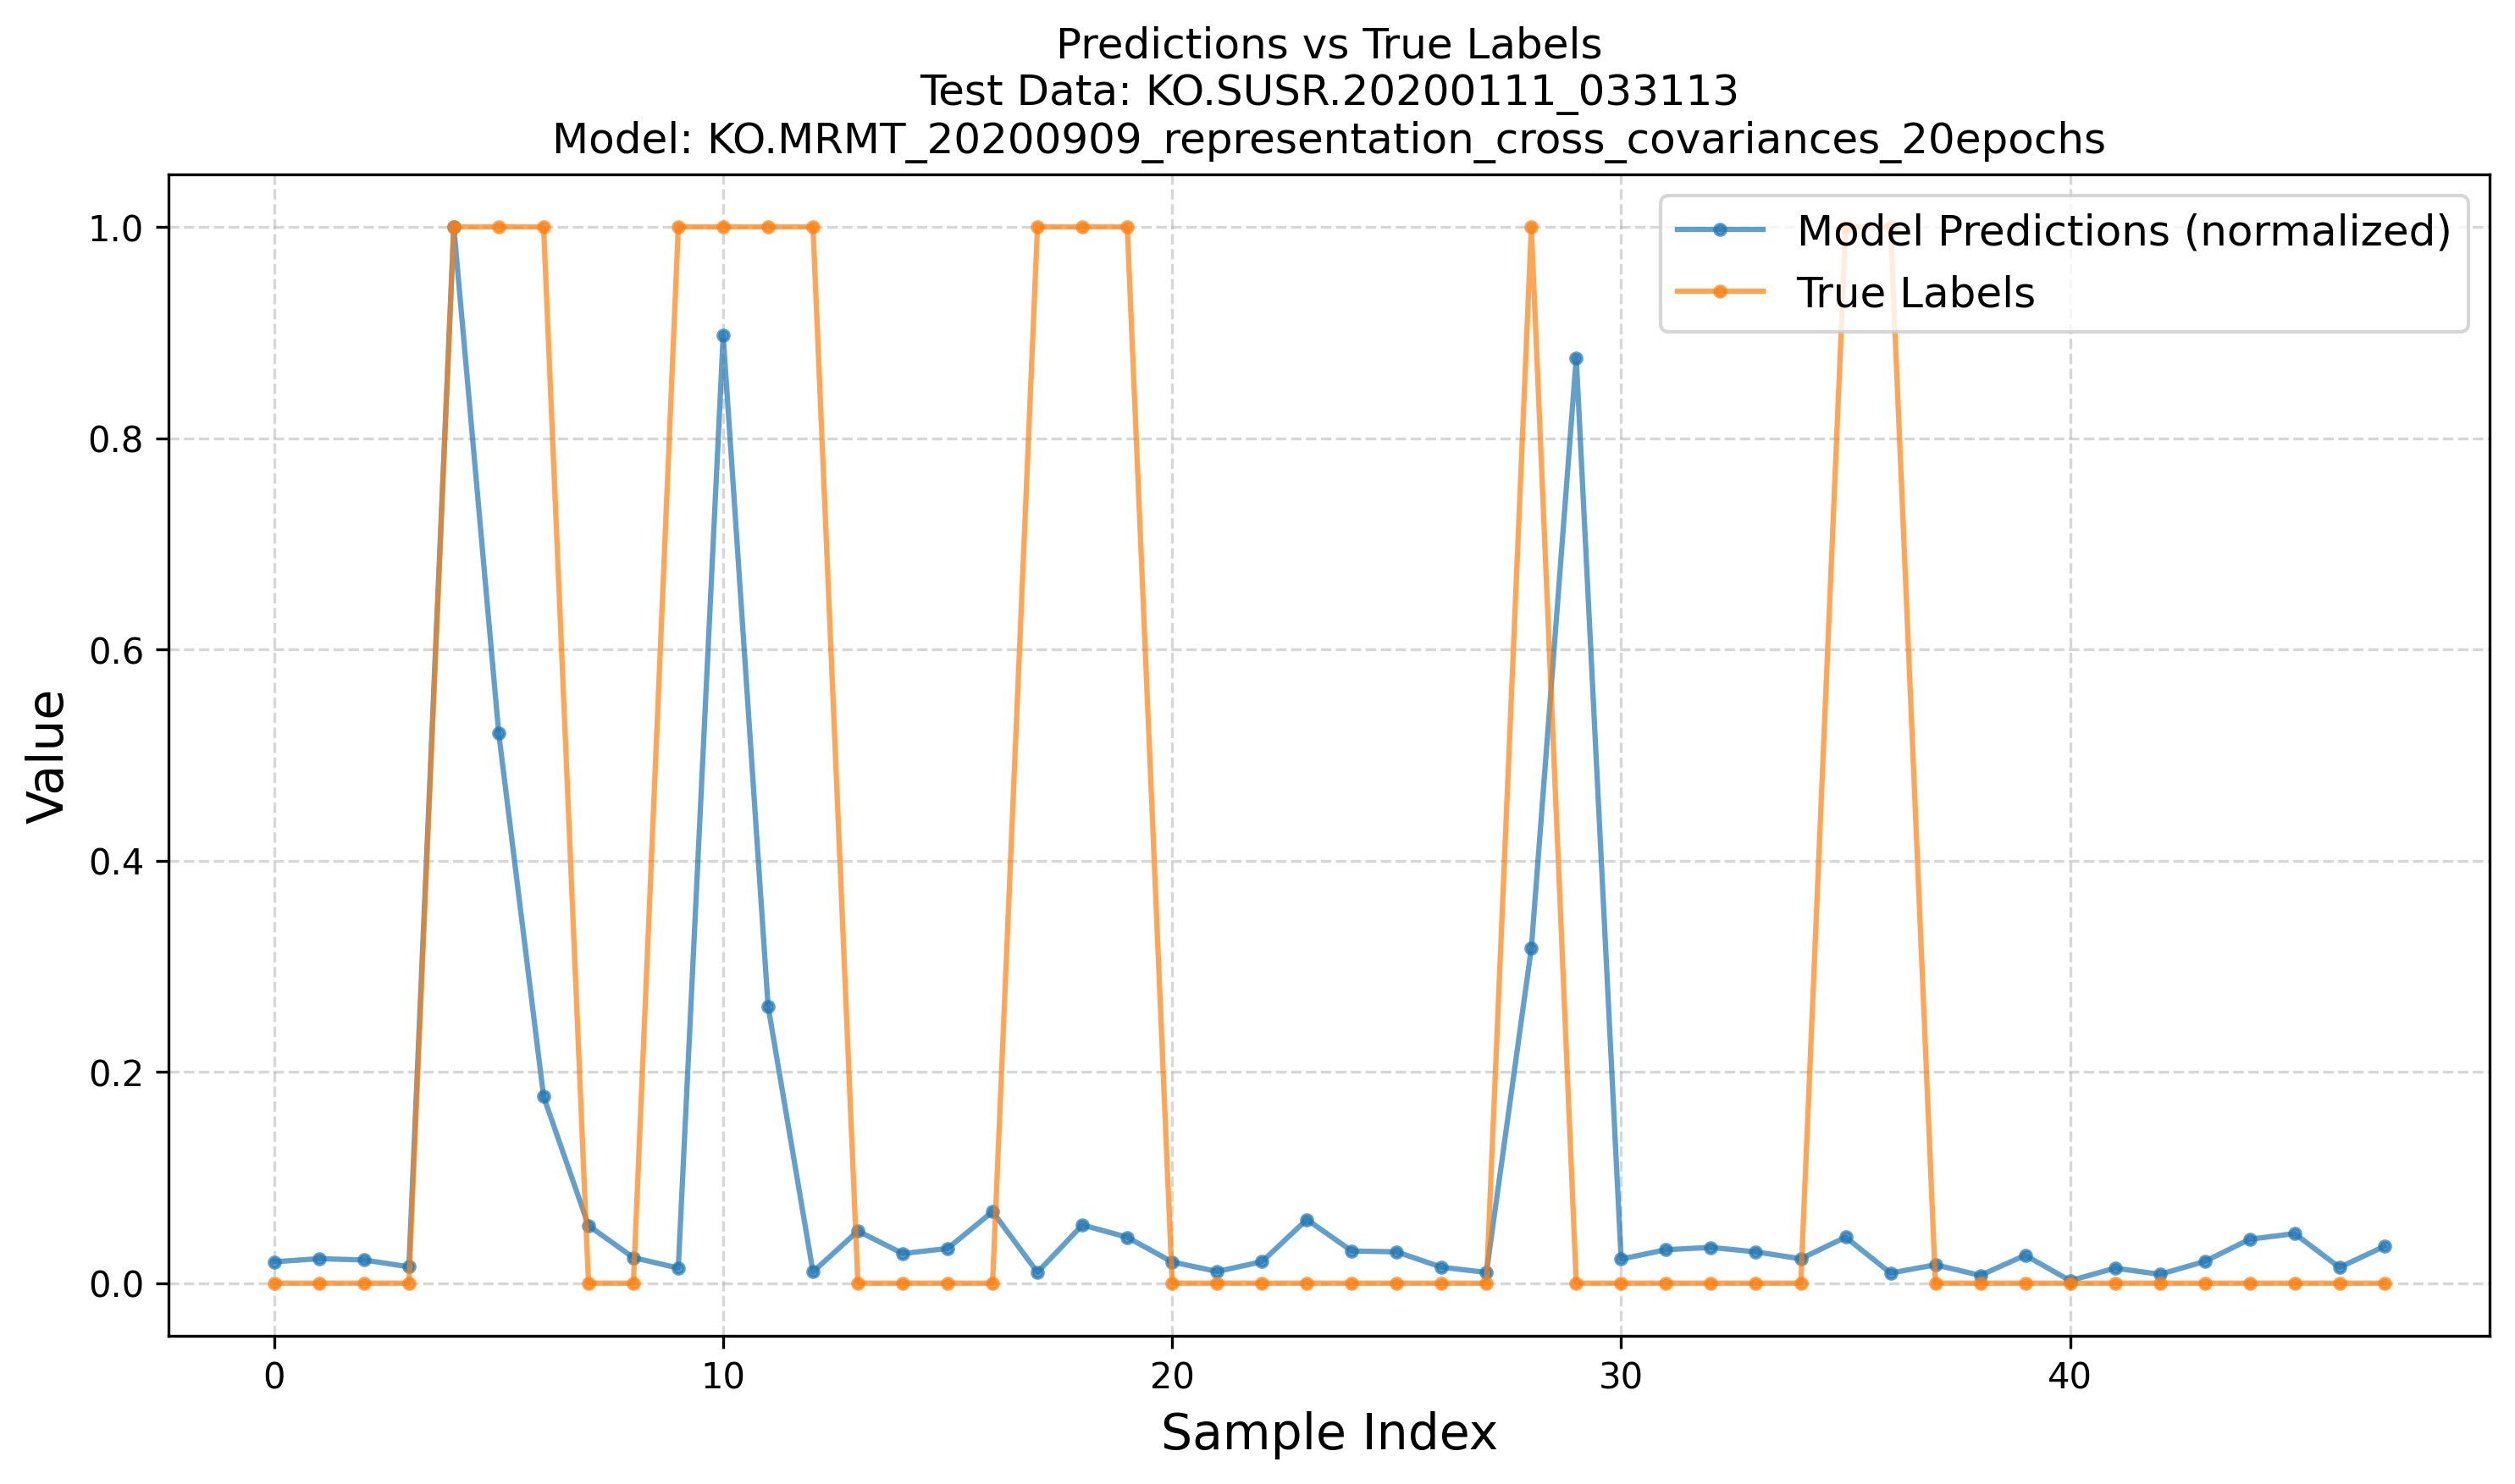 Predictions vs True Labels
Test Data: KO.SUSR.20200111_033113
Model: KO.MRMT_20200909_representation_cross_covariances_20epochs
Model Predictions (normalized)
True Labels
1.0
0.8
0.6
0.4
0.2
0.0
Value
0 10 20 30 40
Sample Index